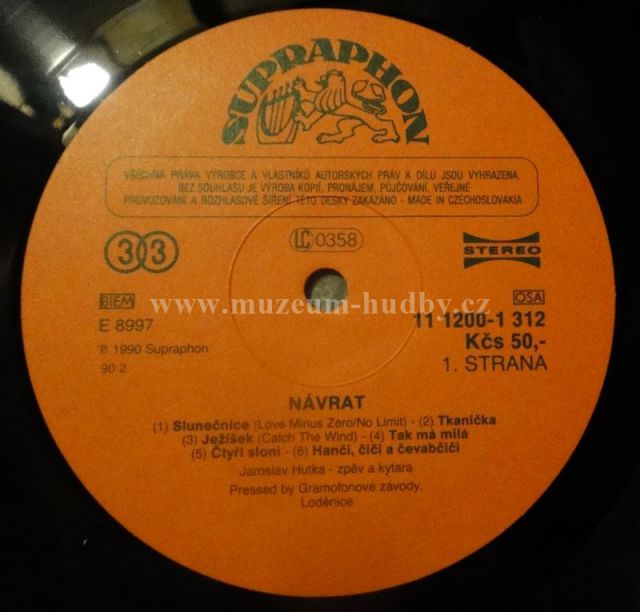 SUPRAPHON
VŠECHNA PRÁVA VÝROBCE A VLASTNÍKŮ AUTORSKÝCH PRÁV K DÍLU JSOU VYHRAZENA.
BEZ SOUHLASU JE VÝROBA KOPIÍ, PRONÁJEM, PŮJČOVÁNÍ, VEŘEJNÉ
PROVOZOVÁNÍ A ROZHLASOVÉ ŠÍŘENÍ TÉTO DESKY ZAKÁZÁNO - MADE IN CZECHOSLOVAKIA
33
LC 0358
STEREO
BIEM
OSA
www.muzeum-hudby.cz
E 8997
11 1200-1 312
℗ 1990 Supraphon
Kčs 50,-
90 2
1. STRANA
NÁVRAT
(1) Slunečnice (Love Minus Zero/No Limit) - (2) Tkanička
(3) Ježíšek (Catch The Wind) - (4) Tak má milá
(5) Čtyři sloni - (6) Hanči, čiči a čevabčiči
Jaroslav Hutka - zpěv a kytara
Pressed by Gramofonové závody,
Loděnice